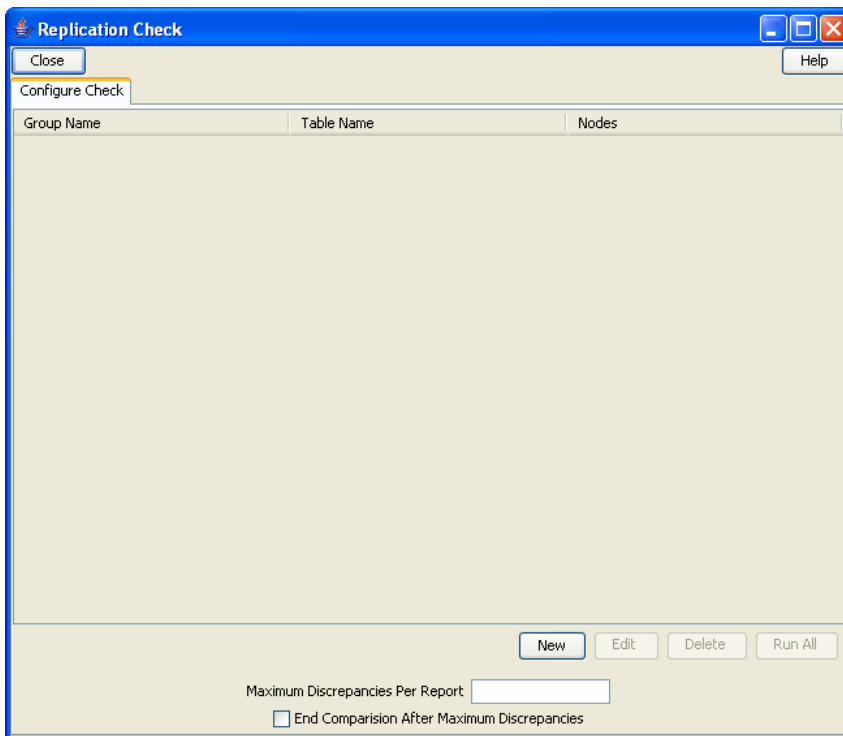 Replication Check
Close Help
Configure Check
Group Name Table Name Nodes
New Edit Delete Run All
Maximum Discrepancies Per Report
End Comparision After Maximum Discrepancies